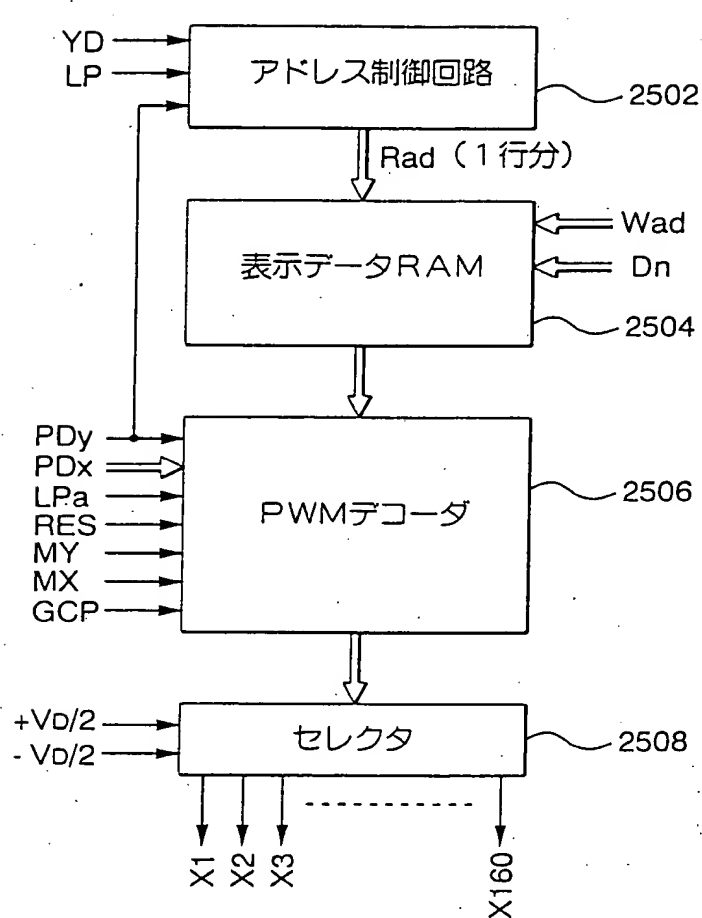 YD
LP
アドレス制御回路
2502
Rad（1行分）
表示データRAM
Wad
Dn
2504
PDy
PDx
LPa
RES
MY
MX
GCP
PWMデコーダ
2506
+VD/2
-VD/2
セレクタ
2508
X1
X2
X3
X160